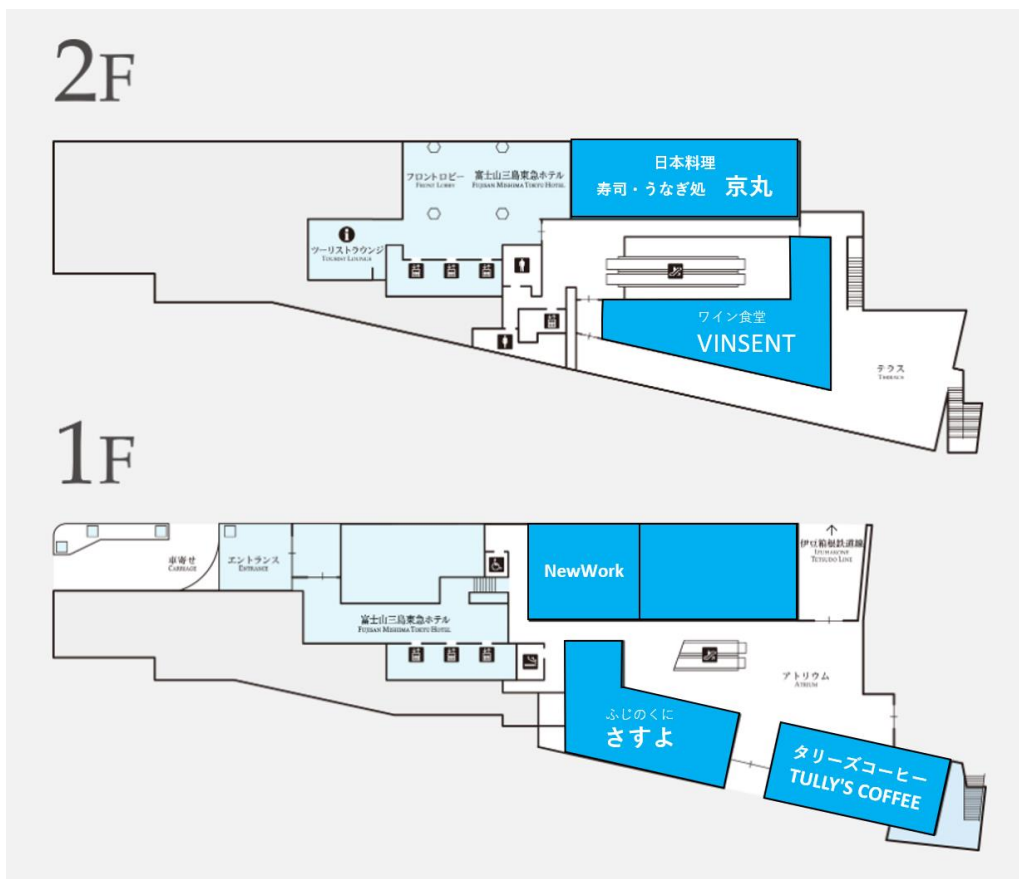 2F
日本料理
寿司・うなぎ処 京丸
フロントロビー
FRONT LOBBY
富士山三島東急ホテル
FUJISAN MISHIMA TOKYU HOTEL
ツーリストラウンジ
TOURIST LOUNGE
ワイン食堂
VINSENT
テラス
TERRACE
1F
車寄せ
CARRIAGE
エントランス
ENTRANCE
NewWork
伊豆箱根鉄道線
IZUHAKONE
TETSUDO LINE
富士山三島東急ホテル
FUJISAN MISHIMA TOKYU HOTEL
アトリウム
ATRIUM
ふじのくに
さすよ
タリーズコーヒー
TULLY'S COFFEE